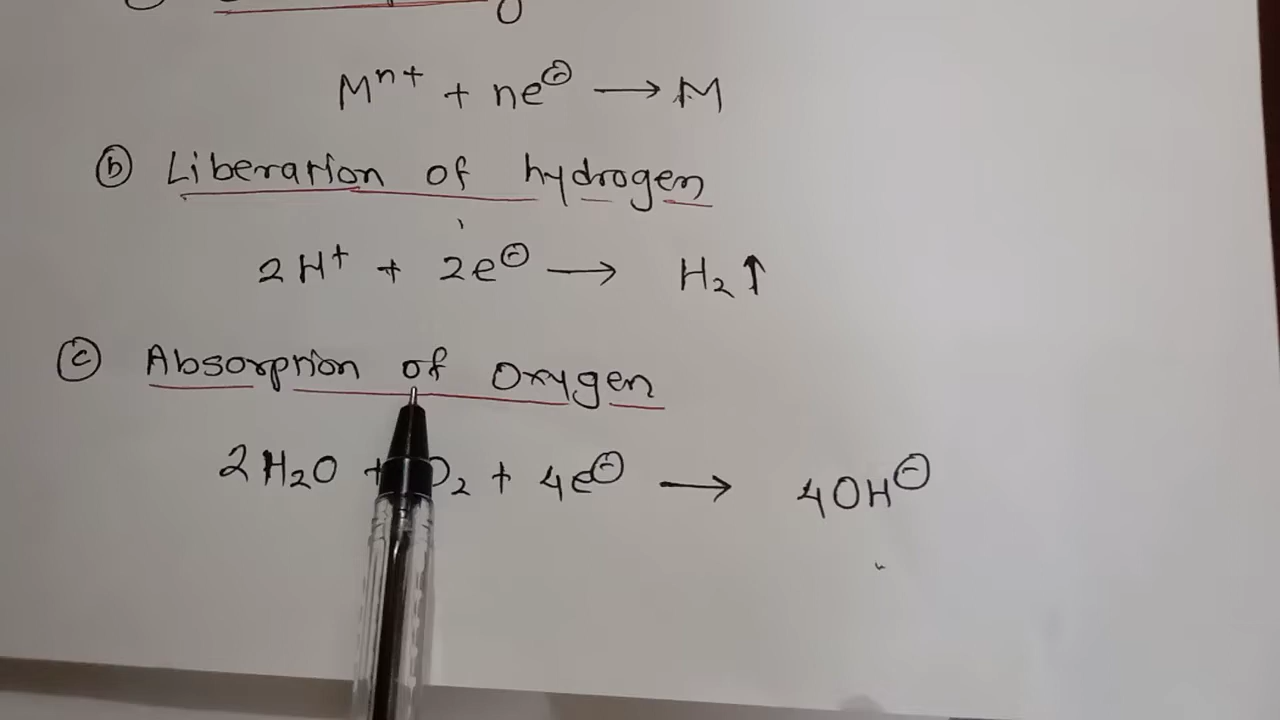 Mⁿ⁺ + ne⊖ → M
ⓑ Liberation of hydrogen
2H⁺ + 2e⊖ → H₂↑
ⓒ Absorption of Oxygen
2H₂O + O₂ + 4e⊖ → 4OH⊖